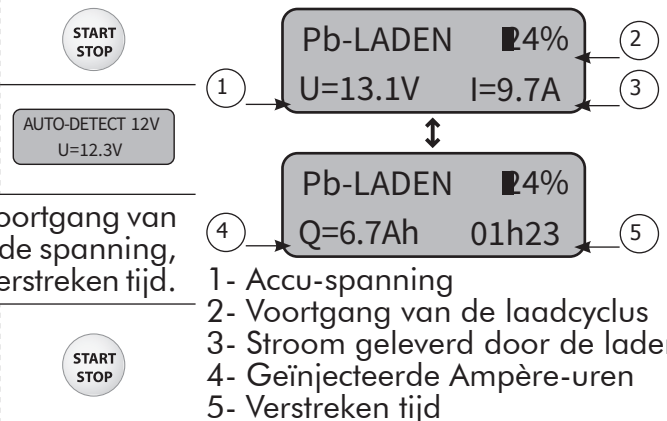 START
STOP
AUTO-DETECT 12V
U=12.3V
oortgang van
de spanning,
erstreken tijd.
START
STOP
Pb-LADEN 24%
U=13.1V I=9.7A
1
2
3
Pb-LADEN 24%
Q=6.7Ah 01h23
4
5
1- Accu-spanning
2- Voortgang van de laadcyclus
3- Stroom geleverd door de lader
4- Geïnjecteerde Ampère-uren
5- Verstreken tijd